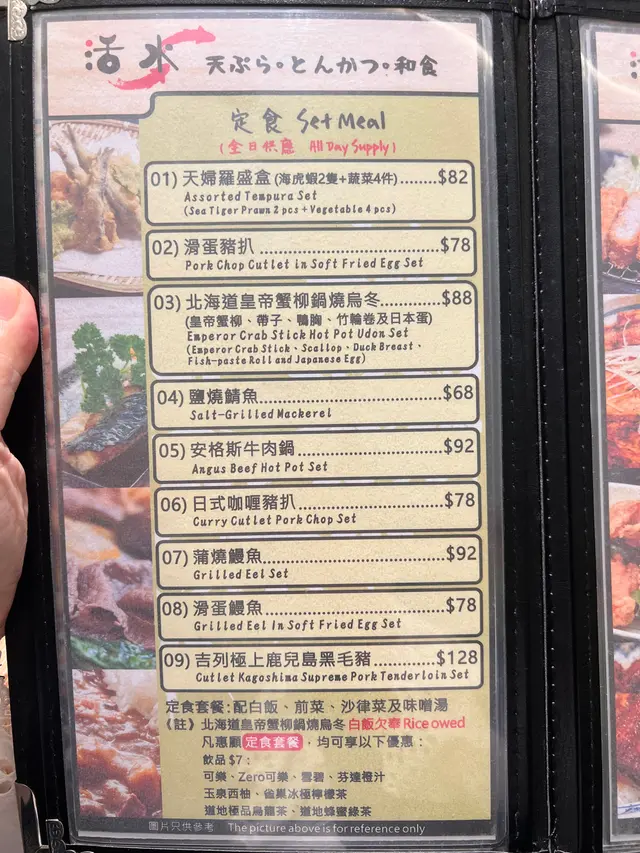 活水 天ぷら。とんかつ。和食
定食 Set Meal
(全日供應 All Day Supply)
01) 天婦羅盛盒 (海虎蝦2隻+蔬菜4件)........$82
Assorted Tempura Set
(Sea Tiger Prawn 2 pcs + Vegetable 4 pcs)
02) 滑蛋豬扒......................................$78
Pork Chop Cutlet in Soft Fried Egg Set
03) 北海道皇帝蟹柳鍋燒烏冬..................$88
(皇帝蟹柳、帶子、鴨胸、竹輪卷及日本蛋)
Emperor Crab Stick Hot Pot Udon Set
(Emperor Crab Stick、Scallop、Duck Breast、
Fish-paste Roll and Japanese Egg)
04) 鹽燒鯖魚......................................$68
Salt-Grilled Mackerel
05) 安格斯牛肉鍋................................$92
Angus Beef Hot Pot Set
06) 日式咖喱豬扒................................$78
Curry Cutlet Pork Chop Set
07) 蒲燒鰻魚......................................$92
Grilled Eel Set
08) 滑蛋鰻魚......................................$78
Grilled Eel In Soft Fried Egg Set
09) 吉列極上鹿兒島黑毛豬................$128
Cutlet Kagoshima Supreme Pork Tenderloin Set
定食套餐:配白飯、前菜、沙律菜及味噌湯
《註》北海道皇帝蟹柳鍋燒烏冬 白飯欠奉 Rice owed
凡惠顧 定食套餐 ,均可享以下優惠:
飲品 $7:
可樂、Zero可樂、雪碧、芬達橙汁
玉泉西柚、雀巢冰極檸檬茶
道地極品烏龍茶、道地蜂蜜綠茶
圖片只供參考 The picture above is for reference only